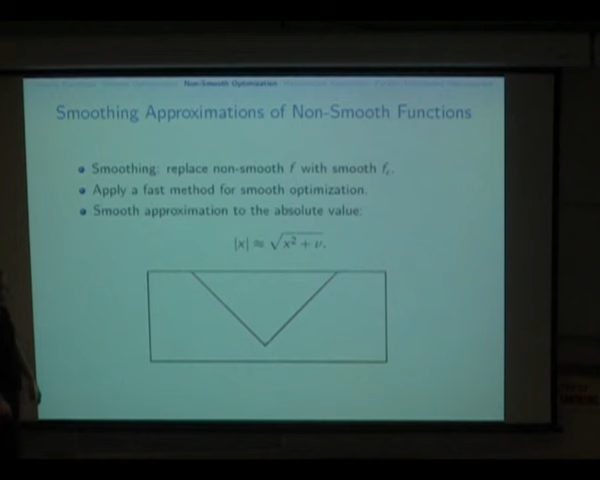 Non-Smooth Optimization
Smoothing Approximations of Non-Smooth Functions
Smoothing: replace non-smooth f with smooth fϵ.
Apply a fast method for smooth optimization.
Smooth approximation to the absolute value:
|x| ≈ √(x² + ν).